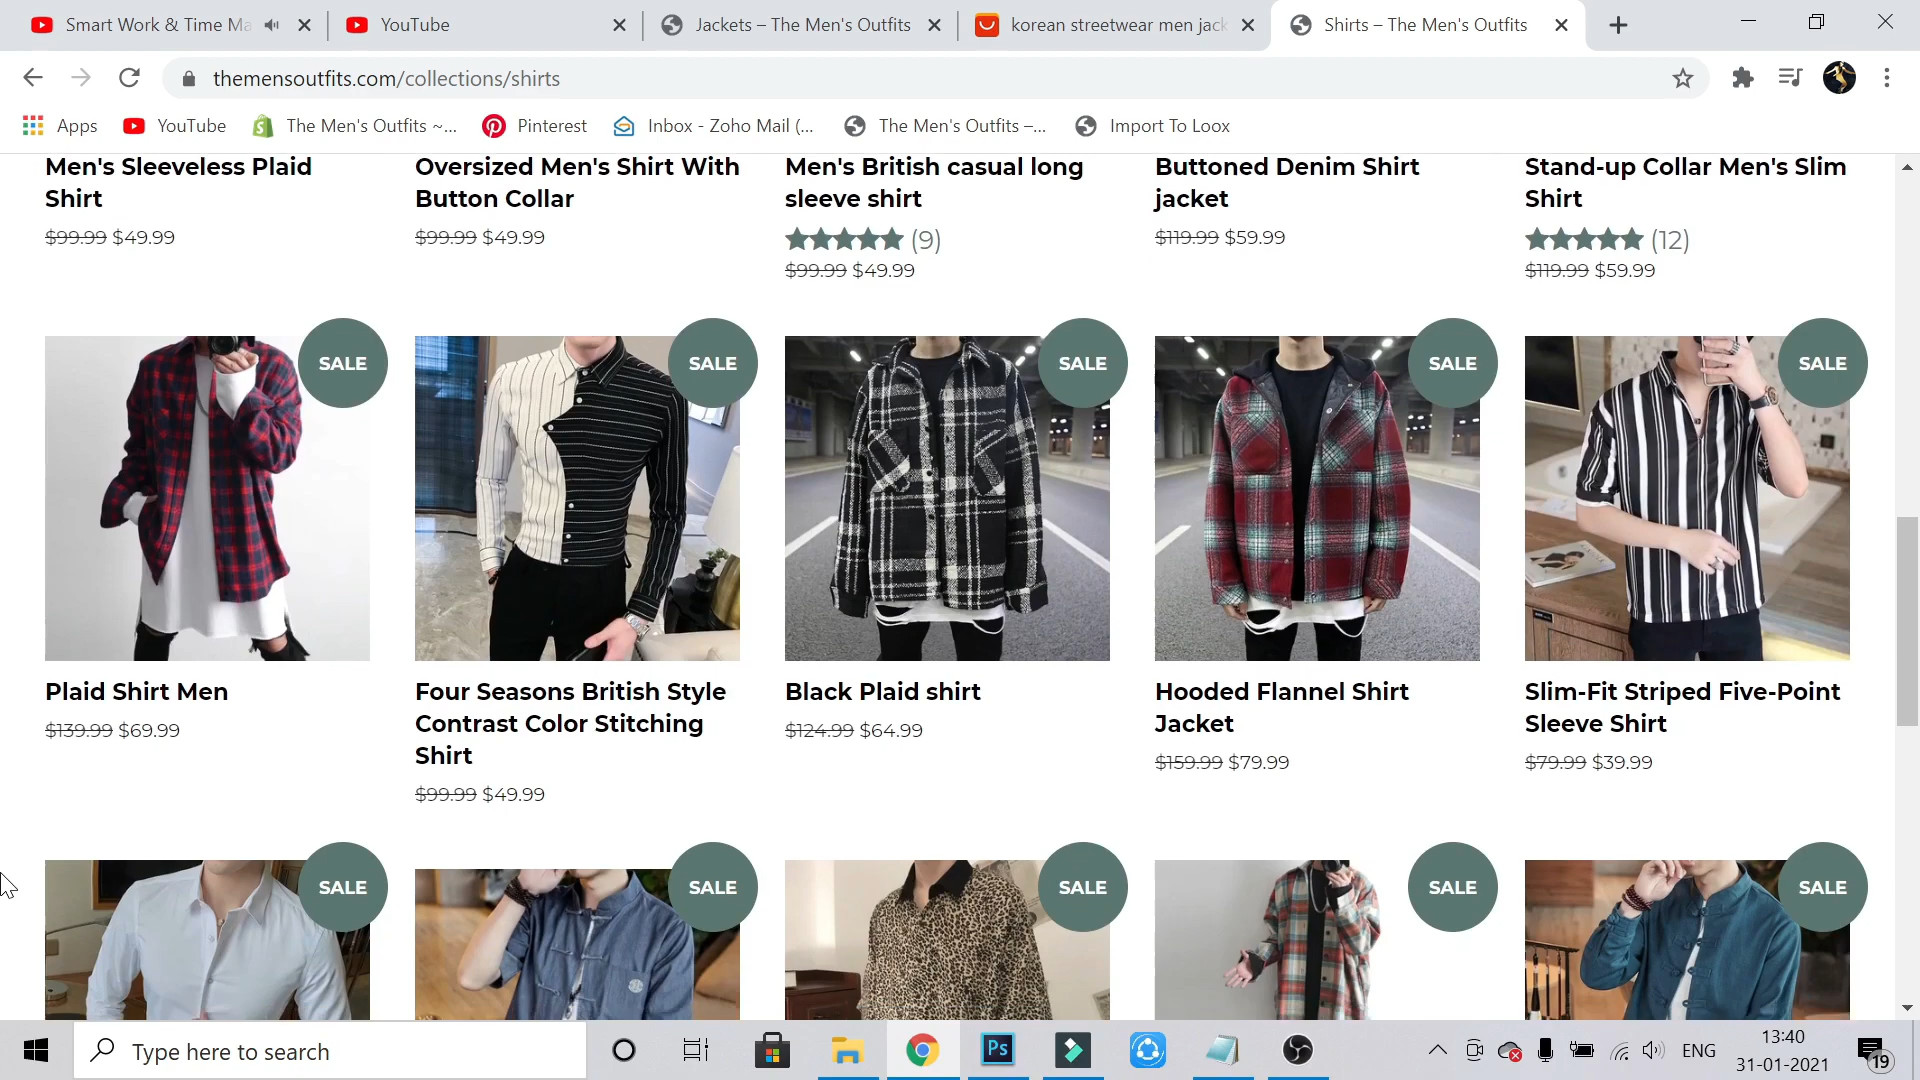 Smart Work & Time Ma
YouTube
Jackets – The Men's Outfits
korean streetwear men jack
Shirts – The Men's Outfits
themensoutfits.com/collections/shirts
Apps
YouTube
The Men's Outfits ~...
Pinterest
Inbox - Zoho Mail (...
The Men's Outfits –...
Import To Loox
Men's Sleeveless Plaid
Shirt
$99.99 $49.99
Oversized Men's Shirt With
Button Collar
$99.99 $49.99
Men's British casual long
sleeve shirt
(9)
$99.99 $49.99
Buttoned Denim Shirt
jacket
$119.99 $59.99
Stand-up Collar Men's Slim
Shirt
(12)
$119.99 $59.99
SALE
SALE
SALE
SALE
SALE
Plaid Shirt Men
$139.99 $69.99
Four Seasons British Style
Contrast Color Stitching
Shirt
$99.99 $49.99
Black Plaid shirt
$124.99 $64.99
Hooded Flannel Shirt
Jacket
$159.99 $79.99
Slim-Fit Striped Five-Point
Sleeve Shirt
$79.99 $39.99
SALE
SALE
SALE
SALE
SALE
Type here to search
Ps
ENG
13:40
31-01-2021
19